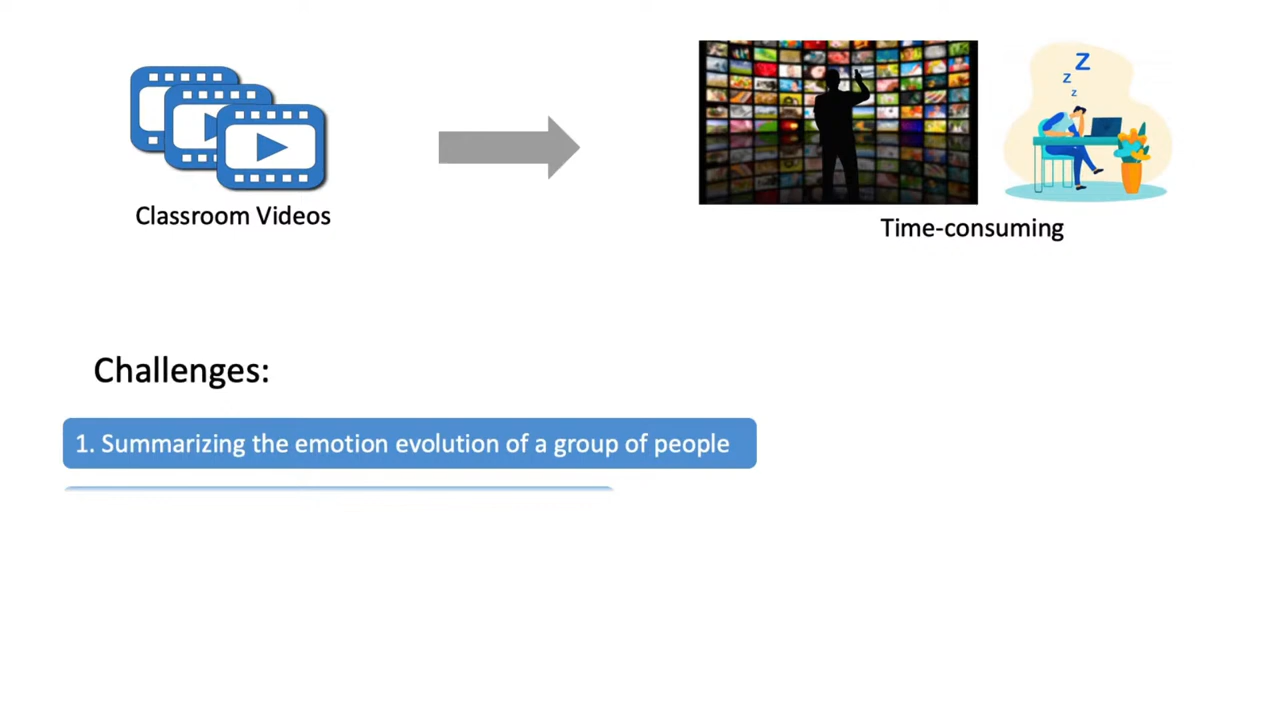 Z
Z
Z
Classroom Videos
Time-consuming
Challenges:
1. Summarizing the emotion evolution of a group of people